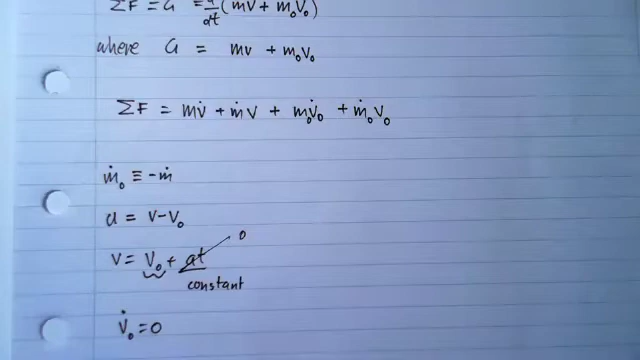 ΣF = Ġ = d/dt (mv + m₀v₀)
where G = mv + m₀v₀
ΣF = mv̇ + ṁv + m₀v̇₀ + ṁ₀v₀
ṁ₀ ≡ -ṁ
u = v - v₀
v = v₀ + at 0
constant
v̇₀ = 0